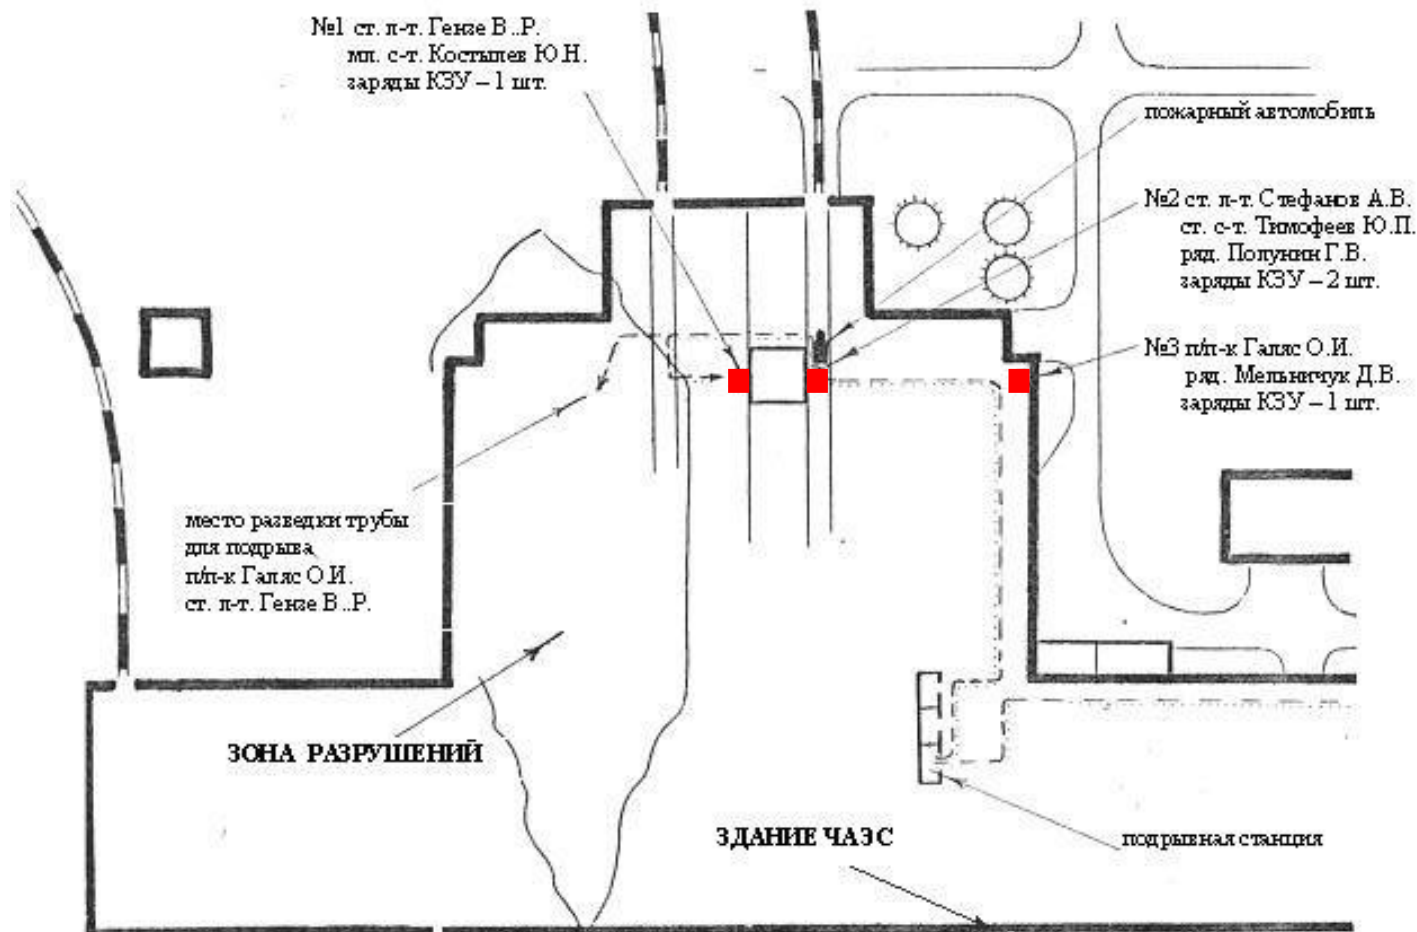 №1 ст. л-т. Гензе В..Р.
мл. с-т. Костылев Ю.Н.
заряды КЗУ – 1 шт.
пожарный автомобиль
№2 ст. л-т. Стефанов А.В.
ст. с-т. Тимофеев Ю.П.
ряд. Полунин Г.В.
заряды КЗУ – 2 шт.
№3 п/п-к Галяс О.И.
ряд. Мельничук Д.В.
заряды КЗУ – 1 шт.
место разведки трубы
для подрыва
п/п-к Галяс О.И.
ст. л-т. Гензе В..Р.
ЗОНА РАЗРУШЕНИЙ
ЗДАНИЕ ЧАЭС
подрывная станция